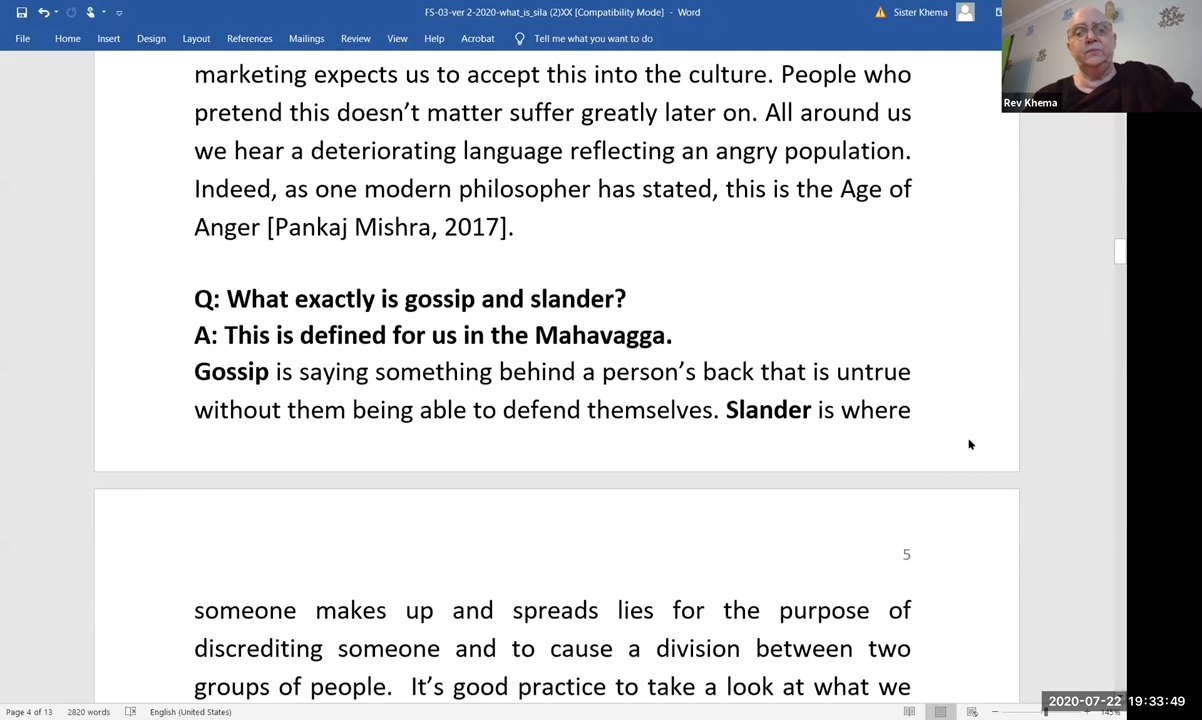 FS-03-ver 2-2020-what_is_sila (2)XX [Compatibility Mode] - Word
Sister Khema
File Home Insert Design Layout References Mailings Review View Help Acrobat Tell me what you want to do
Rev Khema
marketing expects us to accept this into the culture. People who
pretend this doesn’t matter suffer greatly later on. All around us
we hear a deteriorating language reflecting an angry population.
Indeed, as one modern philosopher has stated, this is the Age of
Anger [Pankaj Mishra, 2017].
Q: What exactly is gossip and slander?
A: This is defined for us in the Mahavagga.
Gossip is saying something behind a person’s back that is untrue
without them being able to defend themselves. Slander is where
5
someone makes up and spreads lies for the purpose of
discrediting someone and to cause a division between two
groups of people. It’s good practice to take a look at what we
Page 4 of 13 2820 words English (United States) 145%
2020-07-22 19:33:49